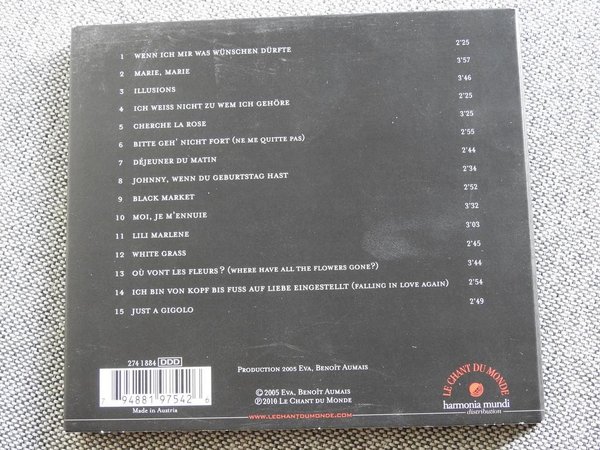 1 WENN ICH MIR WAS WÜNSCHEN DÜRFTE 2'25
2 MARIE, MARIE 3'57
3 ILLUSIONS 3'46
4 ICH WEISS NICHT ZU WEM ICH GEHÖRE 2'25
5 CHERCHE LA ROSE 3'25
6 BITTE GEH' NICHT FORT (NE ME QUITTE PAS) 2'55
7 DÉJEUNER DU MATIN 2'44
8 JOHNNY, WENN DU GEBURTSTAG HAST 2'34
9 BLACK MARKET 2'52
10 MOI, JE M'ENNUIE 3'32
11 LILI MARLENE 3'03
12 WHITE GRASS 2'45
13 OÙ VONT LES FLEURS ? (WHERE HAVE ALL THE FLOWERS GONE?) 3'44
14 ICH BIN VON KOPF BIS FUSS AUF LIEBE EINGESTELLT (FALLING IN LOVE AGAIN) 2'54
15 JUST A GIGOLO 2'49
274 1884 DDD
7 94881 97542 6
Made in Austria
PRODUCTION 2005 EVA, BENOÎT AUMAIS
© 2005 EVA, BENOÎT AUMAIS
℗ 2010 LE CHANT DU MONDE
WWW.LECHANTDUMONDE.COM
LE CHANT DU MONDE
harmonia mundi
distribution